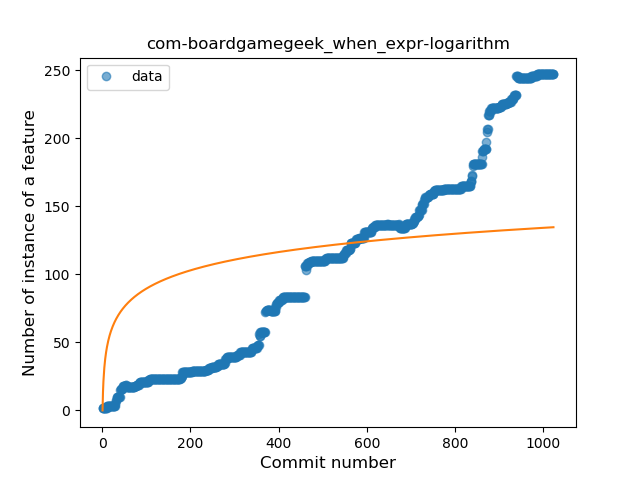 com-boardgamegeek_when_expr-logarithm
data
Number of instance of a feature
250
200
150
100
50
0
0 200 400 600 800 1000
Commit number